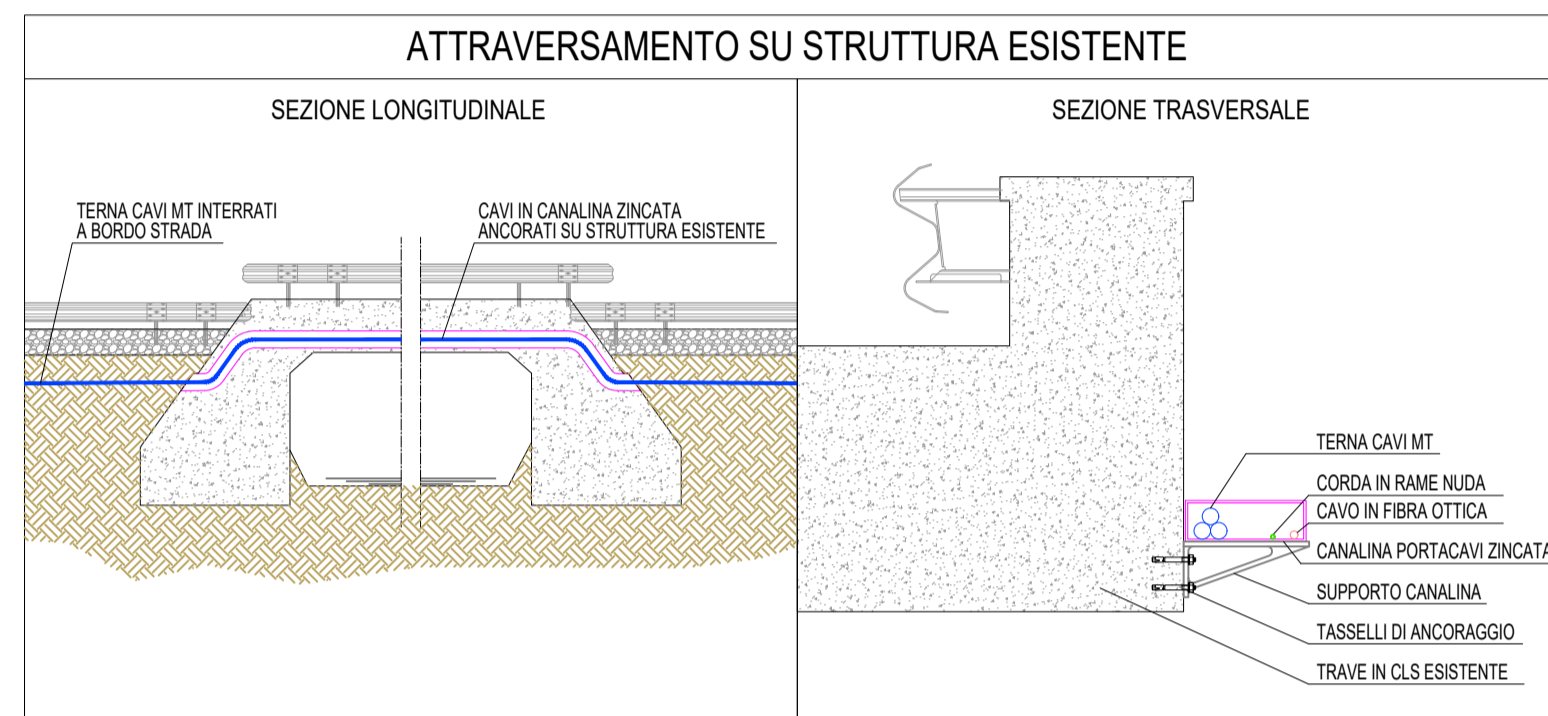 ATTRAVERSAMENTO SU STRUTTURA ESISTENTE
SEZIONE LONGITUDINALE
TERNA CAVI MT INTERRATI
A BORDO STRADA
CAVI IN CANALINA ZINCATA
ANCORATI SU STRUTTURA ESISTENTE
SEZIONE TRASVERSALE
TERNA CAVI MT
CORDA IN RAME NUDA
CAVO IN FIBRA OTTICA
CANALINA PORTACAVI ZINCATA
SUPPORTO CANALINA
TASSELLI DI ANCORAGGIO
TRAVE IN CLS ESISTENTE